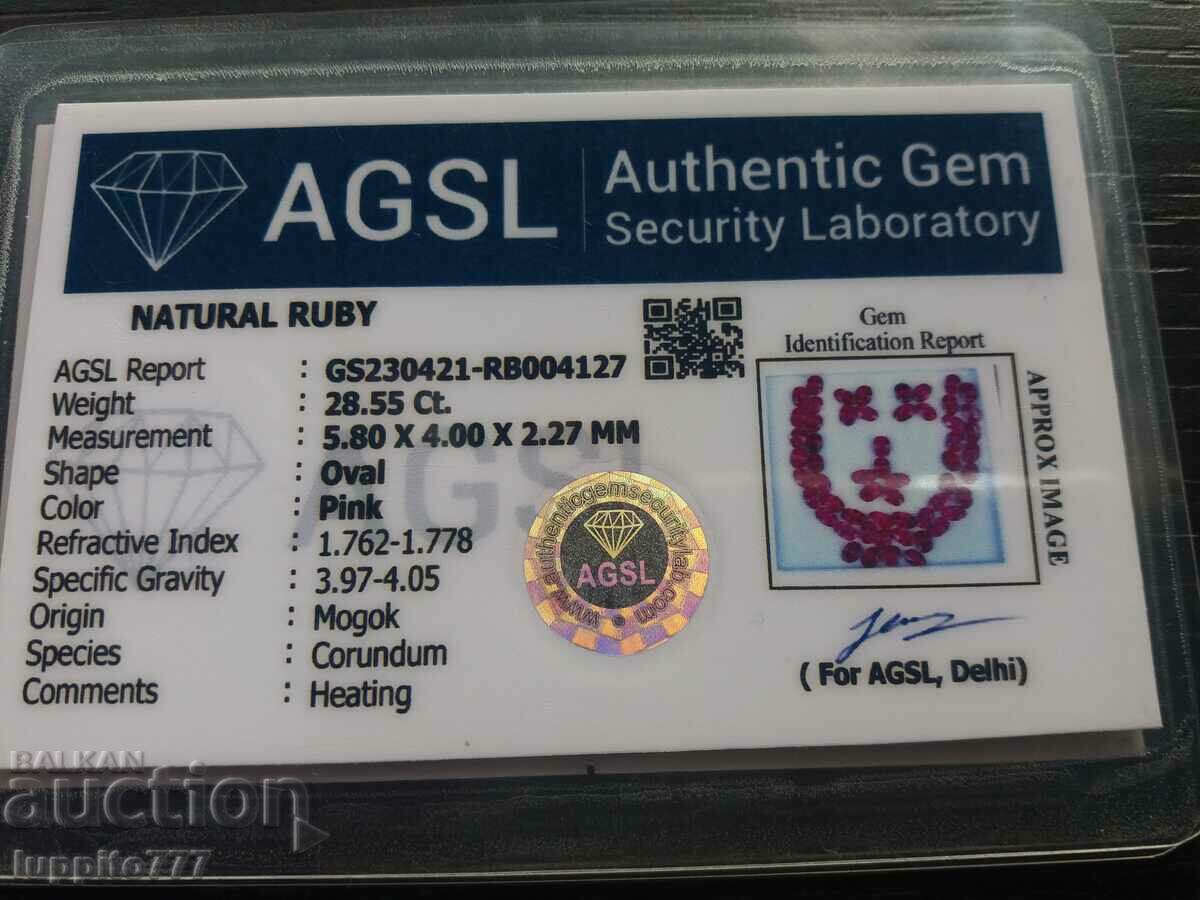 AGSL
Authentic Gem
Security Laboratory
NATURAL RUBY
AGSL Report : GS230421-RB004127
Weight : 28.55 Ct.
Measurement : 5.80 X 4.00 X 2.27 MM
Shape : Oval
Color : Pink
Refractive Index : 1.762-1.778
Specific Gravity : 3.97-4.05
Origin : Mogok
Species : Corundum
Comments : Heating
Gem
Identification Report
APPROX IMAGE
www.authenticgemsecuritylab.com
AGSL
( For AGSL, Delhi)
AGSL
BALKAN
auction
luppito777